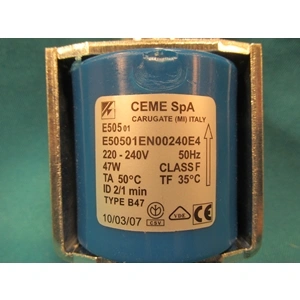 CEME SpA
CARUGATE (MI) ITALY
E505 01
E50501EN00240E4
220 - 240V 50Hz
47W CLASS F
TA 50°C TF 35°C
ID 2/1 min
TYPE B47
10/03/07